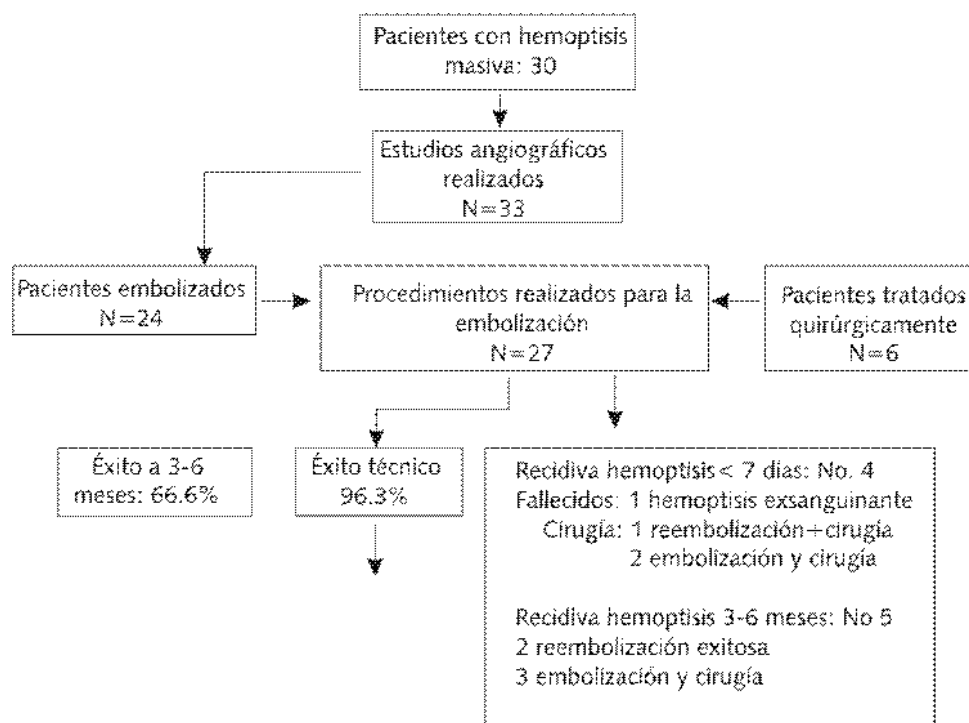 Pacientes con hemoptisis
masiva: 30
Estudios angiográficos
realizados
N=33
Pacientes embolizados
N=24
Procedimientos realizados para la
embolización
N=27
Pacientes tratados
quirúrgicamente
N=6
Éxito a 3-6
meses: 66.6%
Éxito técnico
96.3%
Recidiva hemoptisis < 7 días: No. 4
Fallecidos: 1 hemoptisis exsanguinante
Cirugía: 1 reembolización+cirugía
2 embolización y cirugía
Recidiva hemoptisis 3-6 meses: No 5
2 reembolización exitosa
3 embolización y cirugía